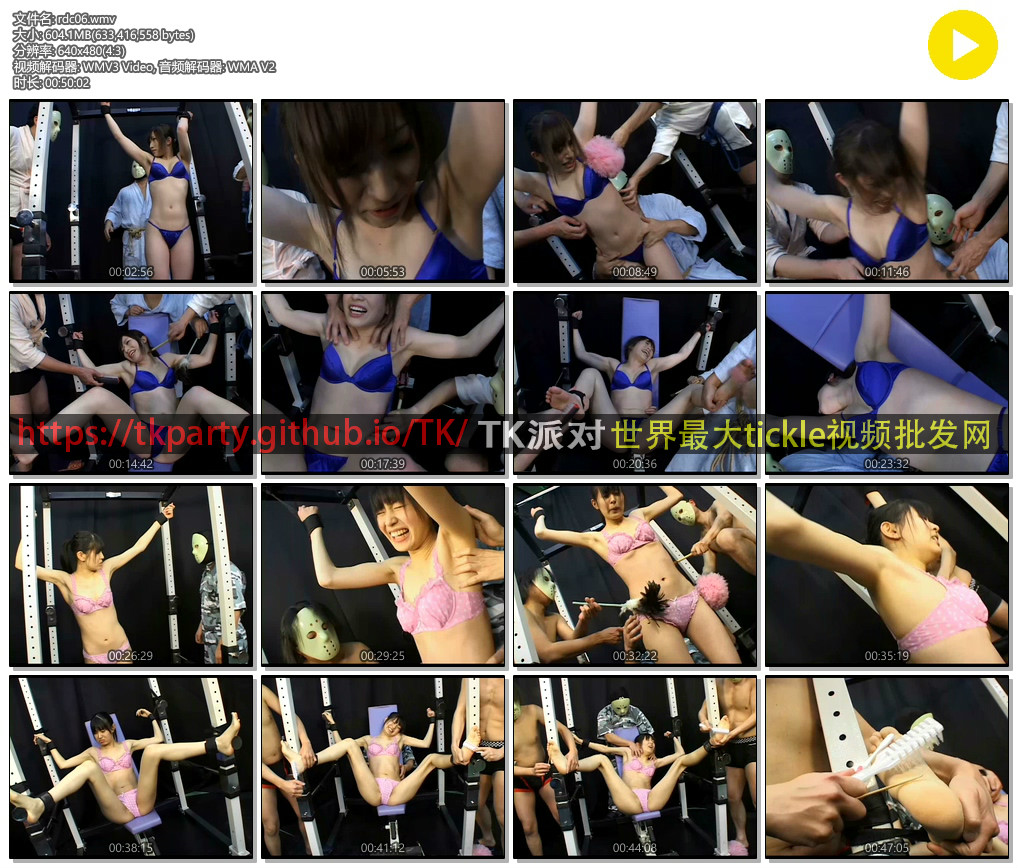 文件名: rdc06.wmv
大小: 604.1MB(633,416,558 bytes)
分辨率: 640x480(4:3)
视频解码器: WMV3 Video, 音频解码器: WMA V2
时长: 00:50:02
00:02:56
00:05:53
00:08:49
00:11:46
00:14:42
00:17:39
00:20:36
00:23:32
https://tkparty.github.io/TK/ TK派对 世界最大tickle视频批发网
00:26:29
00:29:25
00:32:22
00:35:19
00:38:15
00:41:12
00:44:08
00:47:05